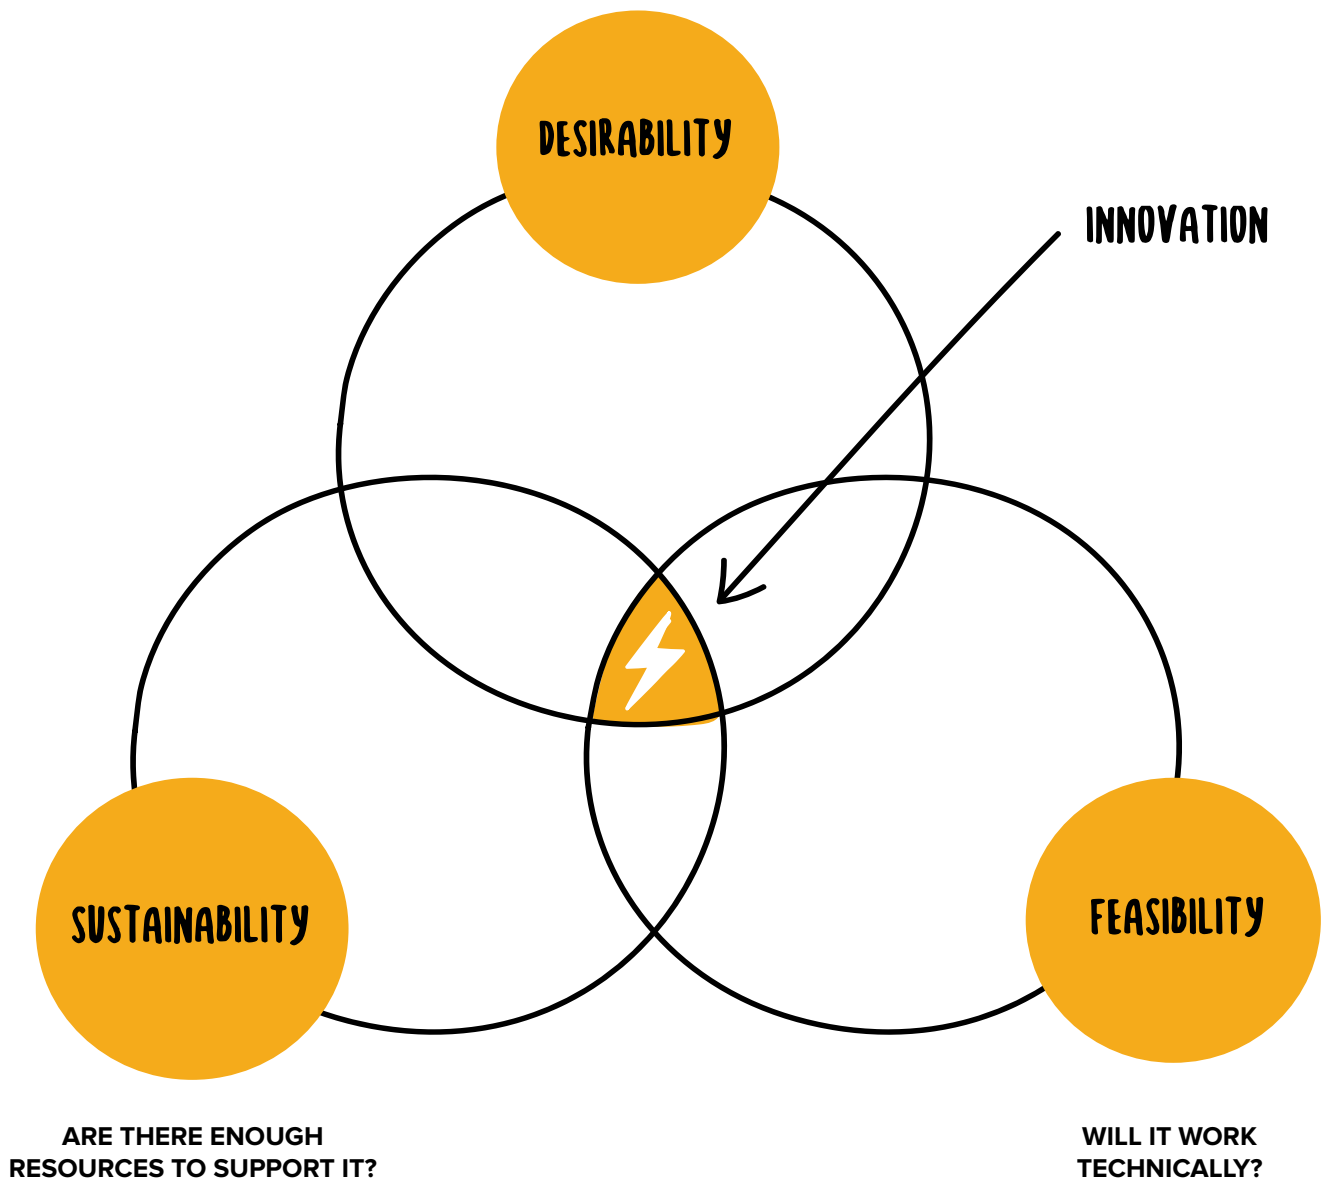 DESIRABILITY
INNOVATION
SUSTAINABILITY
FEASIBILITY
ARE THERE ENOUGH
RESOURCES TO SUPPORT IT?
WILL IT WORK
TECHNICALLY?